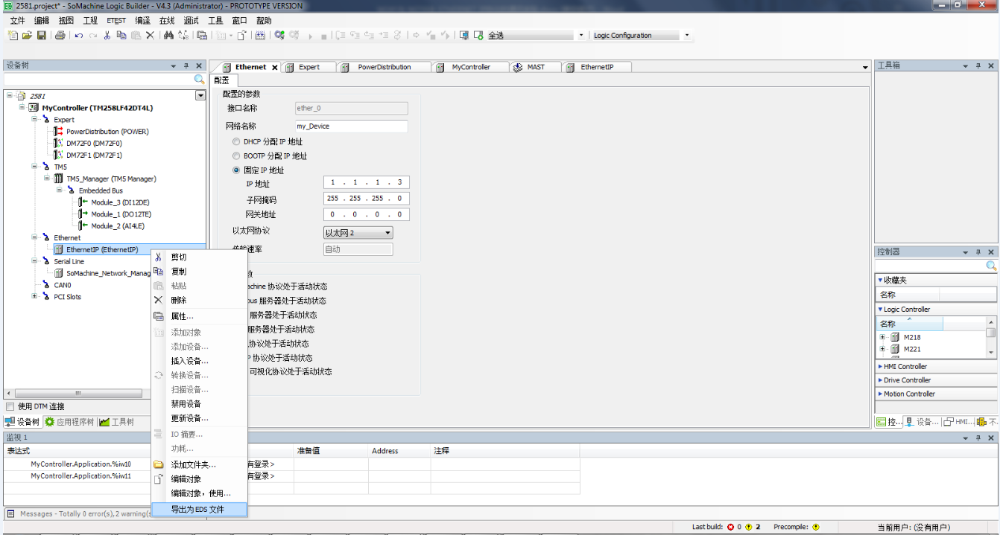 2581.project* - SoMachine Logic Builder - V4.3 (Administrator) - PROTOTYPE VERSION
文件 编辑 视图 工程 ETEST 编译 在线 调试 工具 窗口 帮助
全选 Logic Configuration
设备树
Ethernet Expert PowerDistribution MyController MAST EthernetIP
工具箱
配置
2581
MyController (TM258LF42DT4L)
Expert
PowerDistribution (POWER)
DM72F0 (DM72F0)
DM72F1 (DM72F1)
TM5
TM5_Manager (TM5 Manager)
Embedded Bus
Module_3 (DI12DE)
Module_1 (DO12TE)
Module_2 (AI4LE)
Ethernet
EthernetIP (EthernetIP)
Serial Line
SoMachine_Network_Manag
CAN0
PCI Slots
使用 DTM 连接
设备树 应用程序树 工具树
配置的参数
接口名称 ether_0
网络名称 my_Device
DHCP 分配 IP 地址
BOOTP 分配 IP 地址
固定 IP 地址
IP 地址 1 . 1 . 1 . 3
子网掩码 255 . 255 . 255 . 0
网关地址 0 . 0 . 0 . 0
以太网协议 以太网 2
传输速率 自动
数
achine 协议处于活动状态
bus 服务器处于活动状态
服务器处于活动状态
服务器处于活动状态
协议处于活动状态
P 协议处于活动状态
可视化协议处于活动状态
剪切
复制
粘贴
删除
属性...
添加对象
添加设备...
插入设备...
转换设备...
扫描设备...
禁用设备
更新设备...
IO 摘要...
功耗...
添加文件夹...
编辑对象
编辑对象，使用...
导出为 EDS 文件
控制器
收藏夹
名称
Logic Controller
名称
M218
M221
HMI Controller
Drive Controller
Motion Controller
控... 设备... HMI... 不.
监视 1
表达式 准备值 Address 注释
MyController.Application.%iw10 有登录>
MyController.Application.%iw11 有登录>
Messages - Totally 0 error(s), 2 warning(s
Last build: 0 2 Precompile: 当前用户: (没有用户)